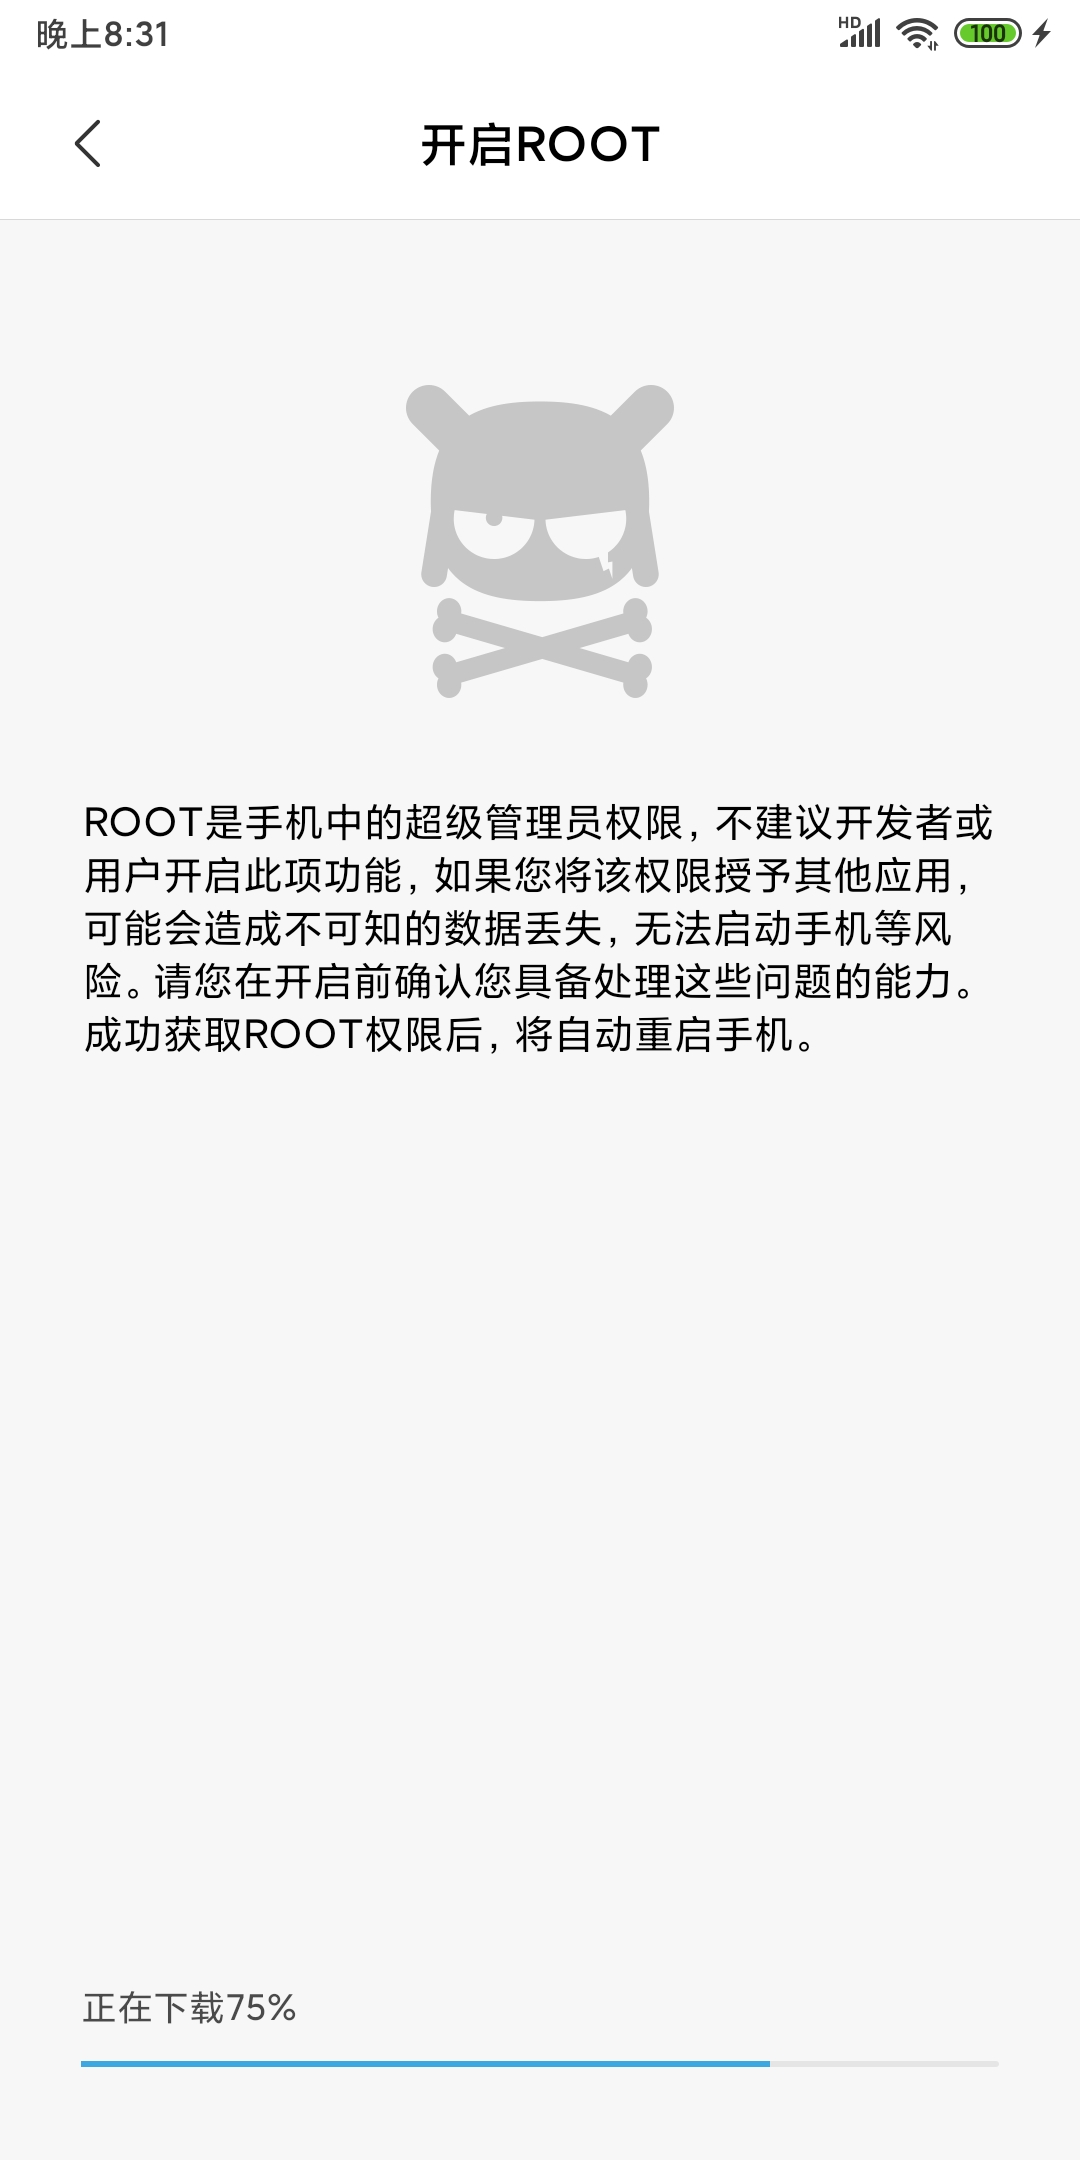 晚上8:31
HD
100
开启ROOT
ROOT是手机中的超级管理员权限，不建议开发者或
用户开启此项功能，如果您将该权限授予其他应用，
可能会造成不可知的数据丢失，无法启动手机等风
险。请您在开启前确认您具备处理这些问题的能力。
成功获取ROOT权限后，将自动重启手机。
正在下载75%